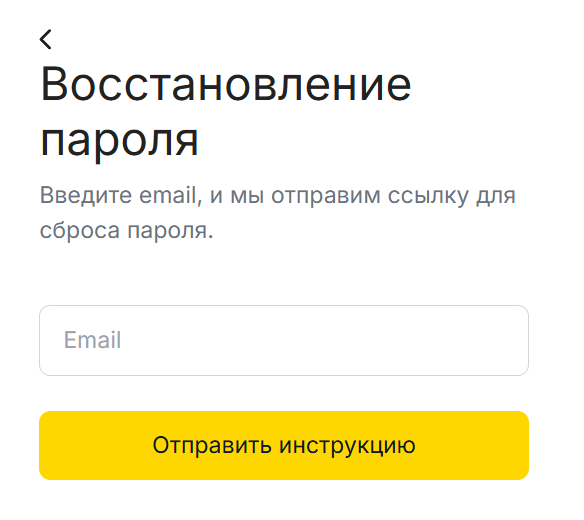 Восстановление
пароля
Введите email, и мы отправим ссылку для
сброса пароля.
Email
Отправить инструкцию